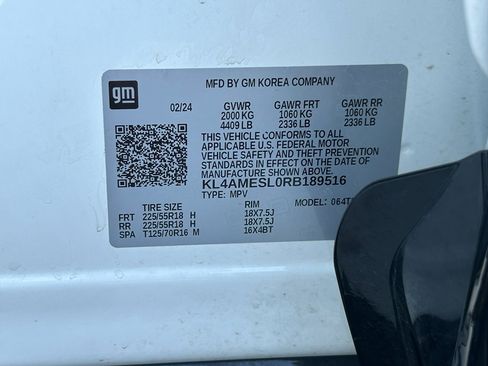 gm
MFD BY GM KOREA COMPANY
02/24 GVWR GAWR FRT GAWR RR
2000 KG 1060 KG 1060 KG
4409 LB 2336 LB 2336 LB
THIS VEHICLE CONFORMS TO ALL
APPLICABLE U.S. FEDERAL MOTOR
VEHICLE SAFETY, BUMPER, AND THEFT
PREVENTION STANDARDS
IN EFFECT ON THE DATE OF
MANUFACTURE SHOWN ABOVE.
KL4AMESL0RB189516
TYPE: MPV MODEL:
TIRE SIZE RIM
FRT 225/55R18 H 18X7.5J
RR 225/55R18 H 18X7.5J
SPA T125/70R16 M 16X4BT